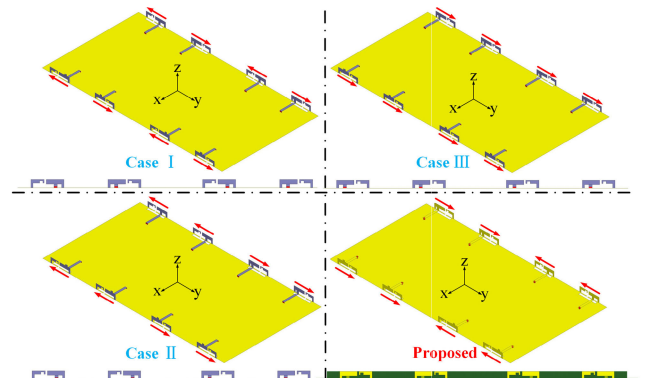 z
x y
Case Ⅰ
z
x y
Case Ⅲ
z
x y
Case Ⅱ
z
x y
Proposed